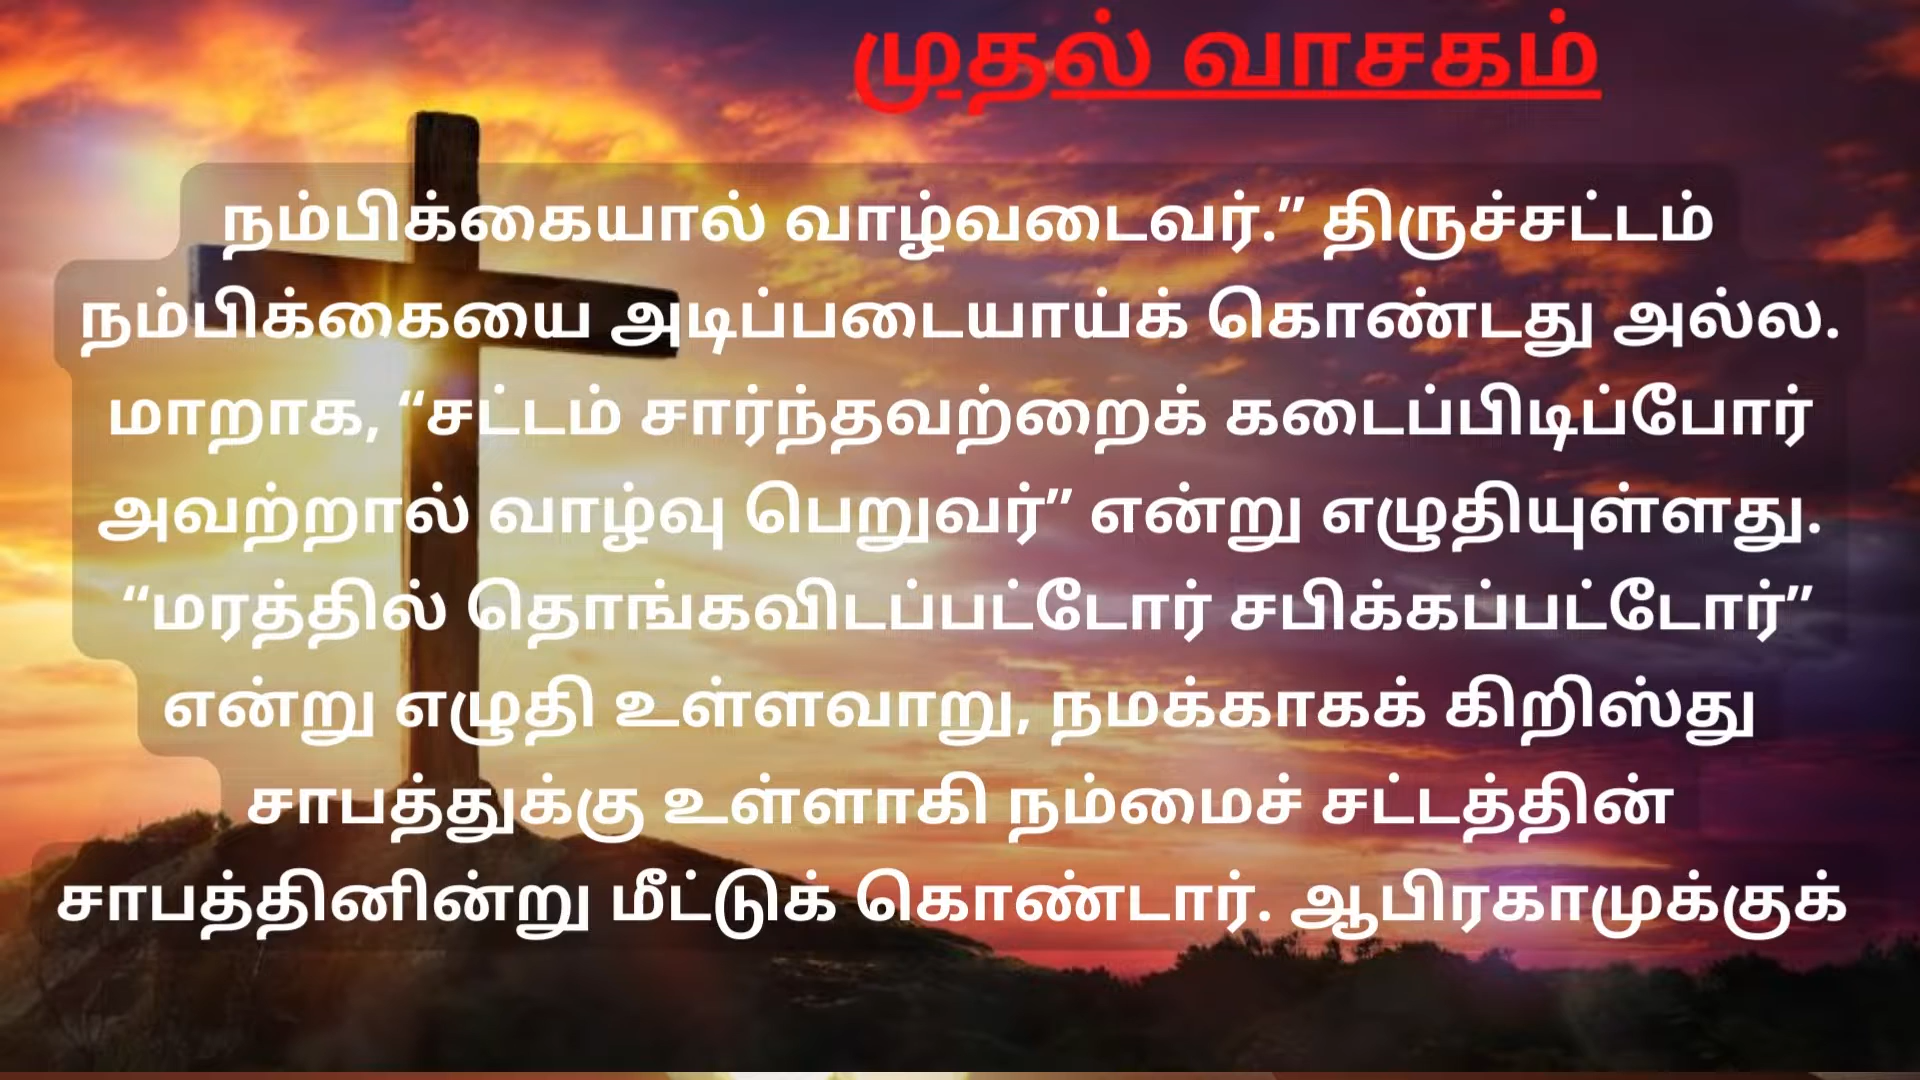 முதல் வாசகம்
நம்பிக்கையால் வாழ்வடைவர்.” திருச்சட்டம்
நம்பிக்கையை அடிப்படையாய்க் கொண்டது அல்ல.
மாறாக, “சட்டம் சார்ந்தவற்றைக் கடைப்பிடிப்போர்
அவற்றால் வாழ்வு பெறுவர்” என்று எழுதியுள்ளது.
“மரத்தில் தொங்கவிடப்பட்டோர் சபிக்கப்பட்டோர்”
என்று எழுதி உள்ளவாறு, நமக்காகக் கிறிஸ்து
சாபத்துக்கு உள்ளாகி நம்மைச் சட்டத்தின்
சாபத்தினின்று மீட்டுக் கொண்டார். ஆபிரகாமுக்குக்